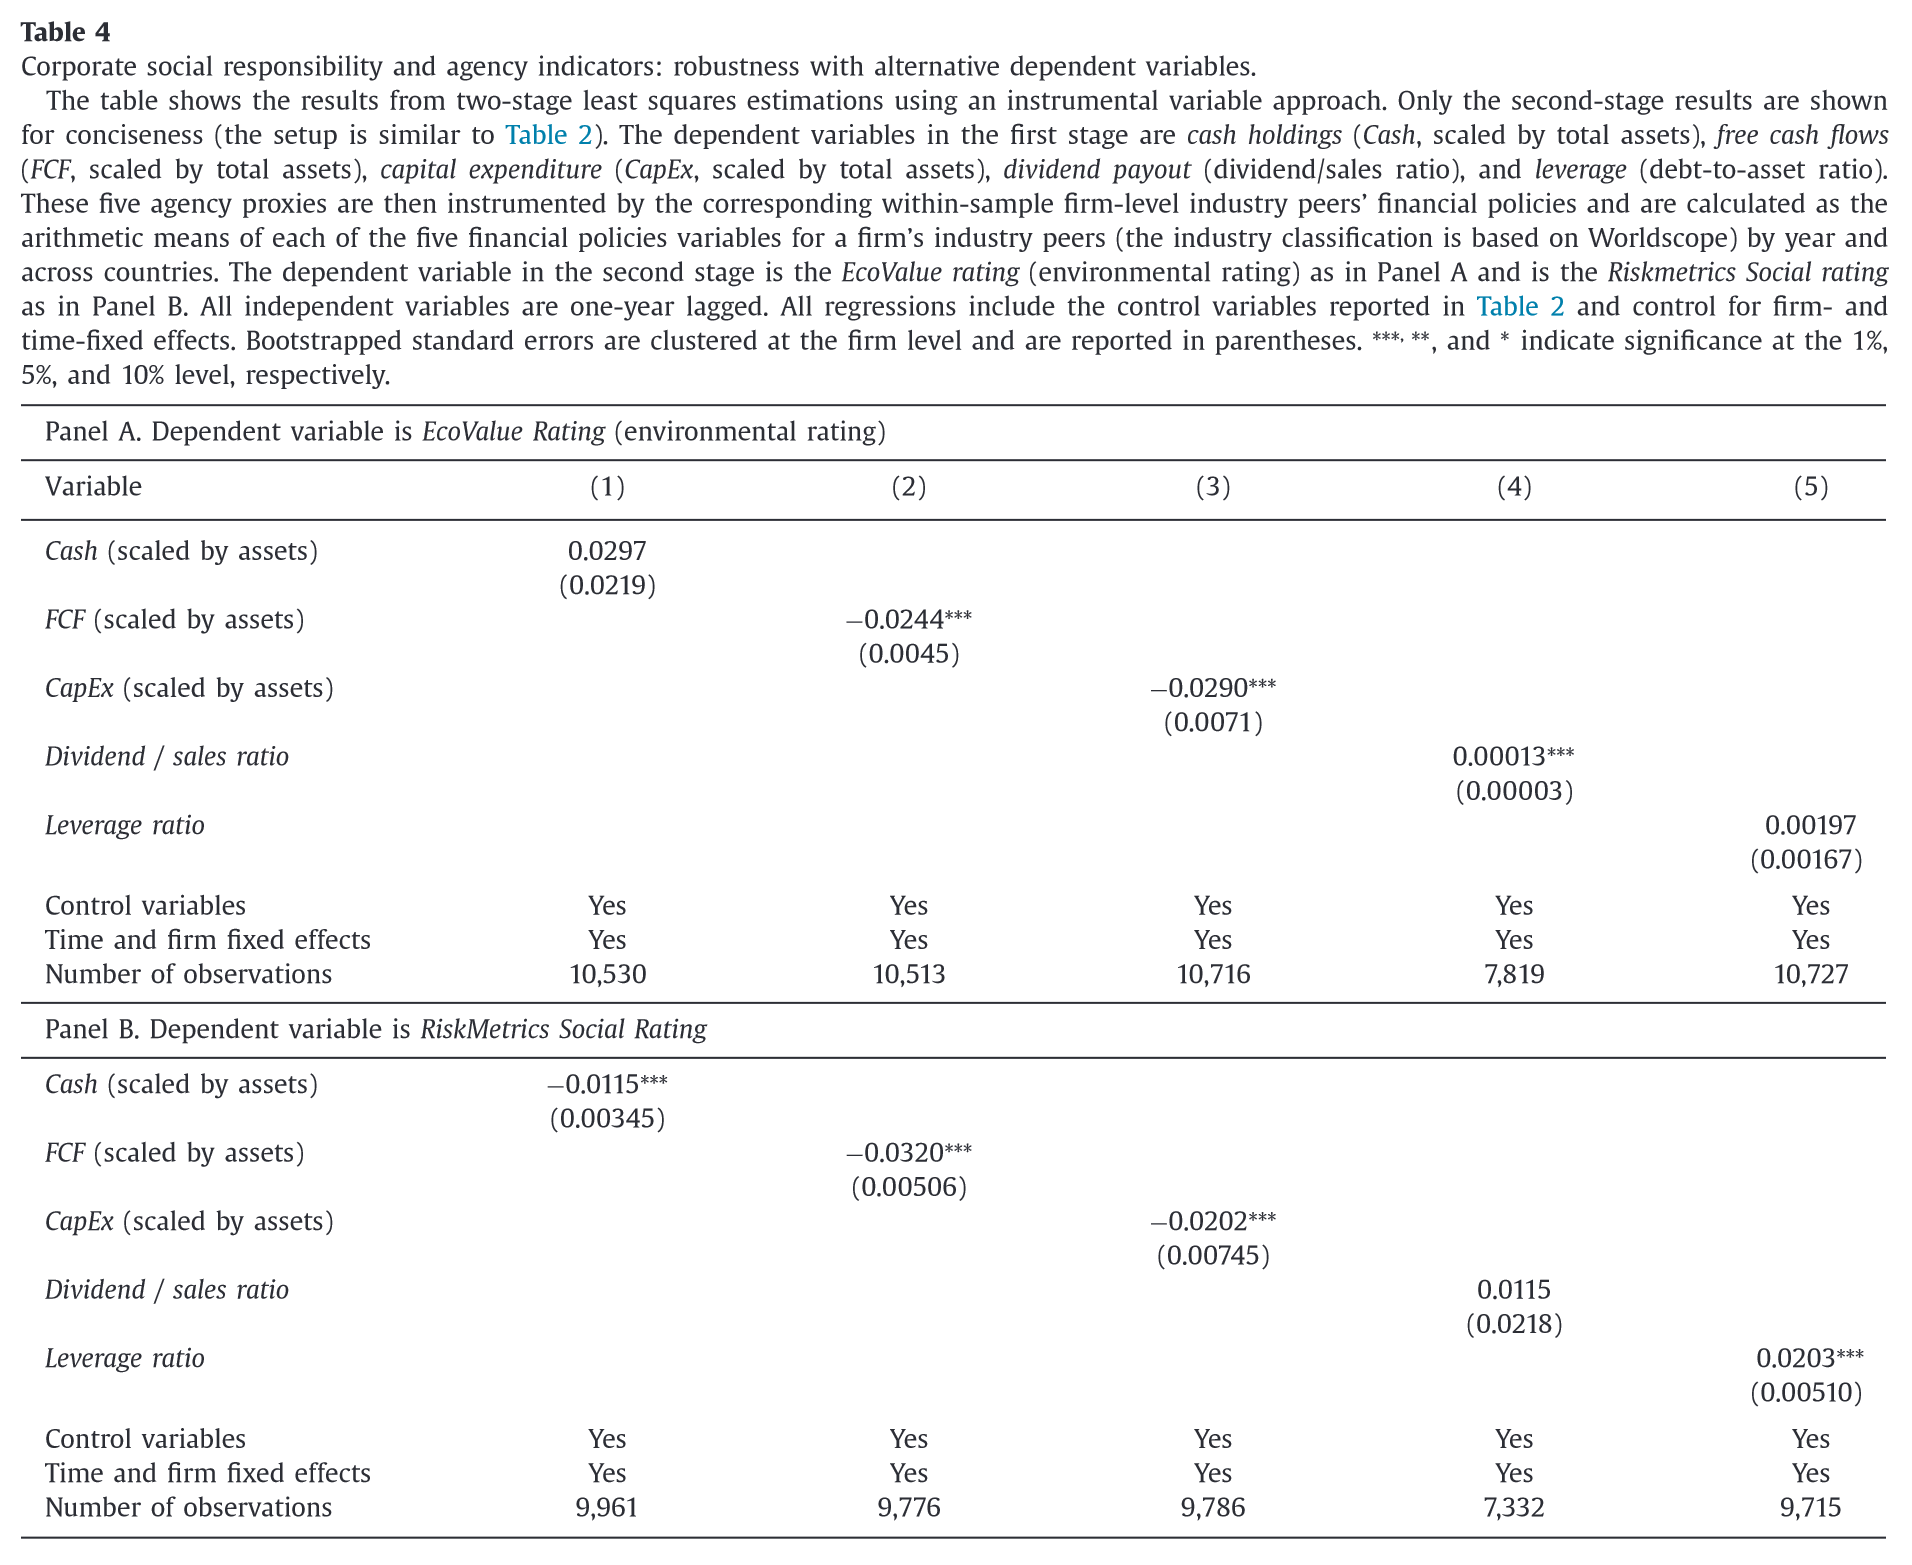 Table 4
Corporate social responsibility and agency indicators: robustness with alternative dependent variables.
The table shows the results from two-stage least squares estimations using an instrumental variable approach. Only the second-stage results are shown
for conciseness (the setup is similar to Table 2). The dependent variables in the first stage are cash holdings (Cash, scaled by total assets), free cash flows
(FCF, scaled by total assets), capital expenditure (CapEx, scaled by total assets), dividend payout (dividend/sales ratio), and leverage (debt-to-asset ratio).
These five agency proxies are then instrumented by the corresponding within-sample firm-level industry peers' financial policies and are calculated as the
arithmetic means of each of the five financial policies variables for a firm's industry peers (the industry classification is based on Worldscope) by year and
across countries. The dependent variable in the second stage is the EcoValue rating (environmental rating) as in Panel A and is the Riskmetrics Social rating
as in Panel B. All independent variables are one-year lagged. All regressions include the control variables reported in Table 2 and control for firm- and
time-fixed effects. Bootstrapped standard errors are clustered at the firm level and are reported in parentheses. ***, **, and * indicate significance at the 1%,
5%, and 10% level, respectively.
Panel A. Dependent variable is EcoValue Rating (environmental rating)
Variable (1) (2) (3) (4) (5)
Cash (scaled by assets) 0.0297
(0.0219)
FCF (scaled by assets) −0.0244***
(0.0045)
CapEx (scaled by assets) −0.0290***
(0.0071)
Dividend / sales ratio 0.00013***
(0.00003)
Leverage ratio 0.00197
(0.00167)
Control variables Yes Yes Yes Yes Yes
Time and firm fixed effects Yes Yes Yes Yes Yes
Number of observations 10,530 10,513 10,716 7,819 10,727
Panel B. Dependent variable is RiskMetrics Social Rating
Cash (scaled by assets) −0.0115***
(0.00345)
FCF (scaled by assets) −0.0320***
(0.00506)
CapEx (scaled by assets) −0.0202***
(0.00745)
Dividend / sales ratio 0.0115
(0.0218)
Leverage ratio 0.0203***
(0.00510)
Control variables Yes Yes Yes Yes Yes
Time and firm fixed effects Yes Yes Yes Yes Yes
Number of observations 9,961 9,776 9,786 7,332 9,715